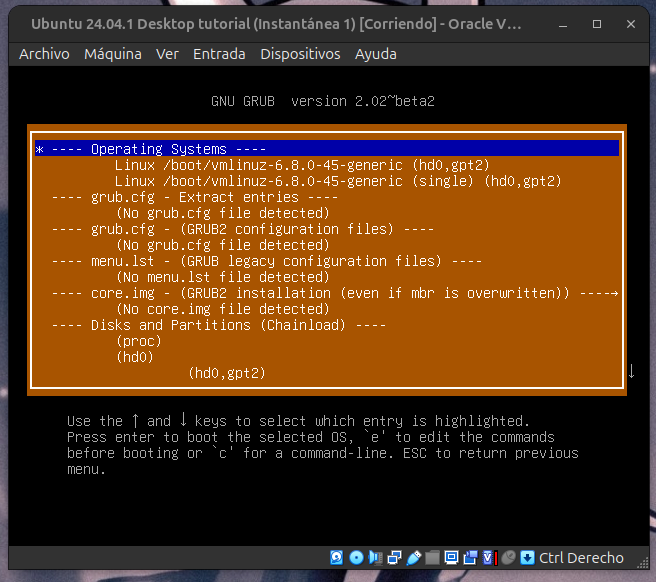 Ubuntu 24.04.1 Desktop tutorial (Instantánea 1) [Corriendo] - Oracle V...
Archivo Máquina Ver Entrada Dispositivos Ayuda
GNU GRUB version 2.02~beta2
* ---- Operating Systems ----
Linux /boot/vmlinuz-6.8.0-45-generic (hd0,gpt2)
Linux /boot/vmlinuz-6.8.0-45-generic (single) (hd0,gpt2)
---- grub.cfg - Extract entries ----
(No grub.cfg file detected)
---- grub.cfg - (GRUB2 configuration files) ----
(No grub.cfg file detected)
---- menu.lst - (GRUB legacy configuration files) ----
(No menu.lst file detected)
---- core.img - (GRUB2 installation (even if mbr is overwritten)) ----→
(No core.img file detected)
---- Disks and Partitions (Chainload) ----
(proc)
(hd0)
(hd0,gpt2) ↓
Use the ↑ and ↓ keys to select which entry is highlighted.
Press enter to boot the selected OS, `e' to edit the commands
before booting or `c' for a command-line. ESC to return previous
menu.
Ctrl Derecho